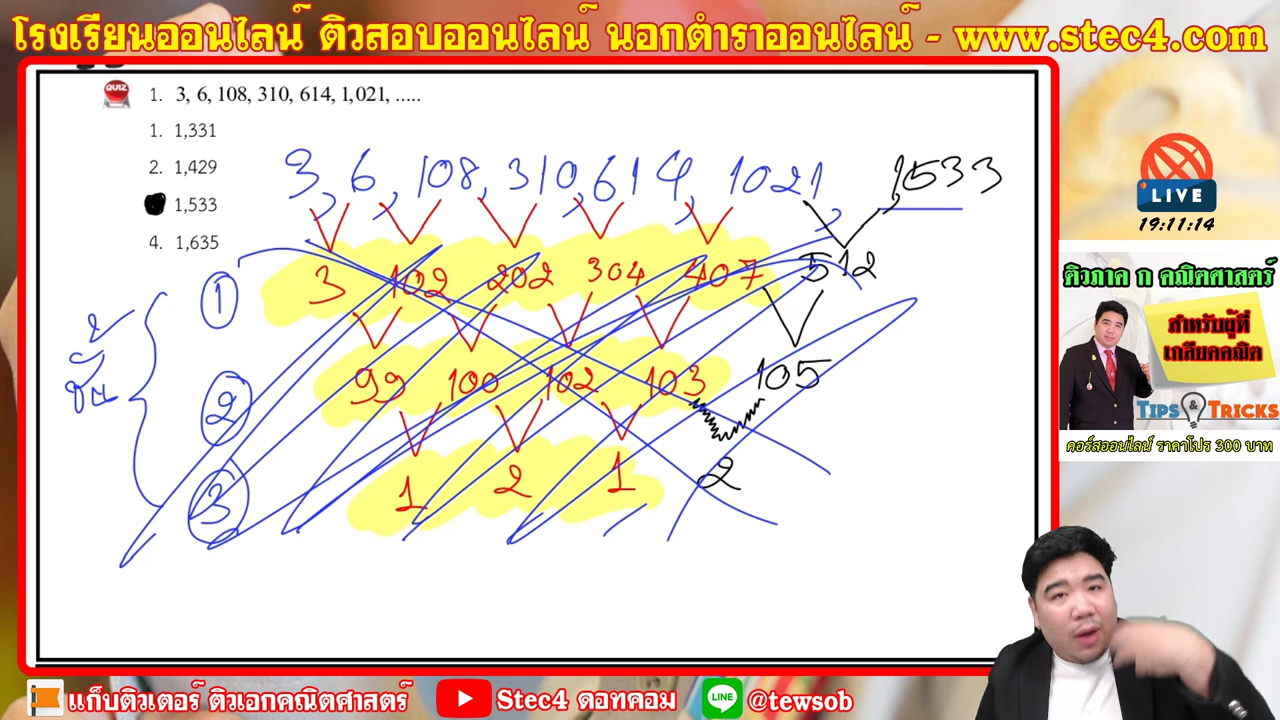 โรงเรียนออนไลน์ ติวสอบออนไลน์ นอกตำราออนไลน์ - www.stec4.com
QUIZ
1. 3, 6, 108, 310, 614, 1,021, .....
1. 1,331
2. 1,429
1,533
4. 1,635
3, 6, 108, 310, 614, 1021, 1533
1 3 102 202 304 407 512
2 99 100 102 103 105
3 1 2 1 2
LIVE
19:11:14
ติวภาค ก คณิตศาสตร์
สำหรับผู้ที่
เกลียดคณิต
TIPS & TRICKS
คอร์สออนไลน์ ราคาโปร 300 บาท
แก็บติวเตอร์ ติวเอกคณิตศาสตร์ Stec4 ดอทคอม LINE @tewsob